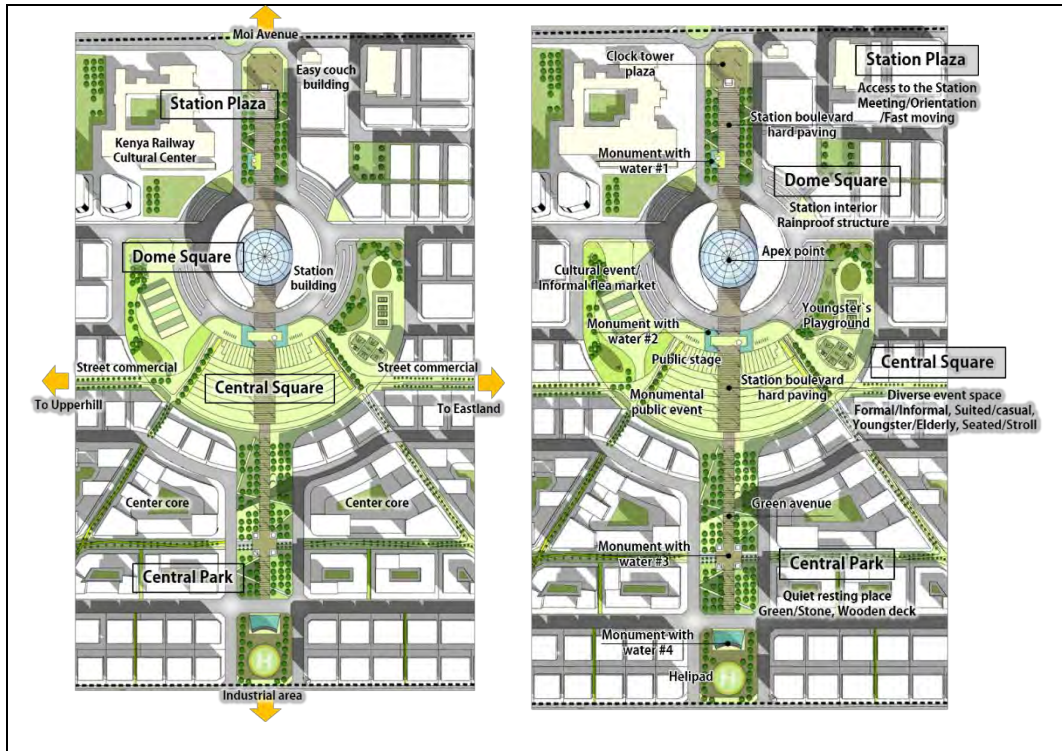 Moi Avenue
Easy couch
building
Station Plaza
Kenya Railway
Cultural Center
Dome Square
Station
building
Street commercial
Street commercial
Central Square
To Upperhill
To Eastland
Center core
Center core
Central Park
H
Industrial area
Clock tower
plaza
Station Plaza
Access to the Station
Meeting/Orientation
/Fast moving
Station boulevard
hard paving
Monument with
water #1
Dome Square
Station interior
Rainproof structure
Apex point
Cultural event/
Informal flea market
Youngster`s
Playground
Monument with
water #2
Public stage
Central Square
Station boulevard
hard paving
Monumental
public event
Diverse event space
Formal/Informal, Suited/casual,
Youngster/Elderly, Seated/Stroll
Green avenue
Monument with
water #3
Central Park
Quiet resting place
Green/Stone, Wooden deck
Monument with
water #4
Helipad
H